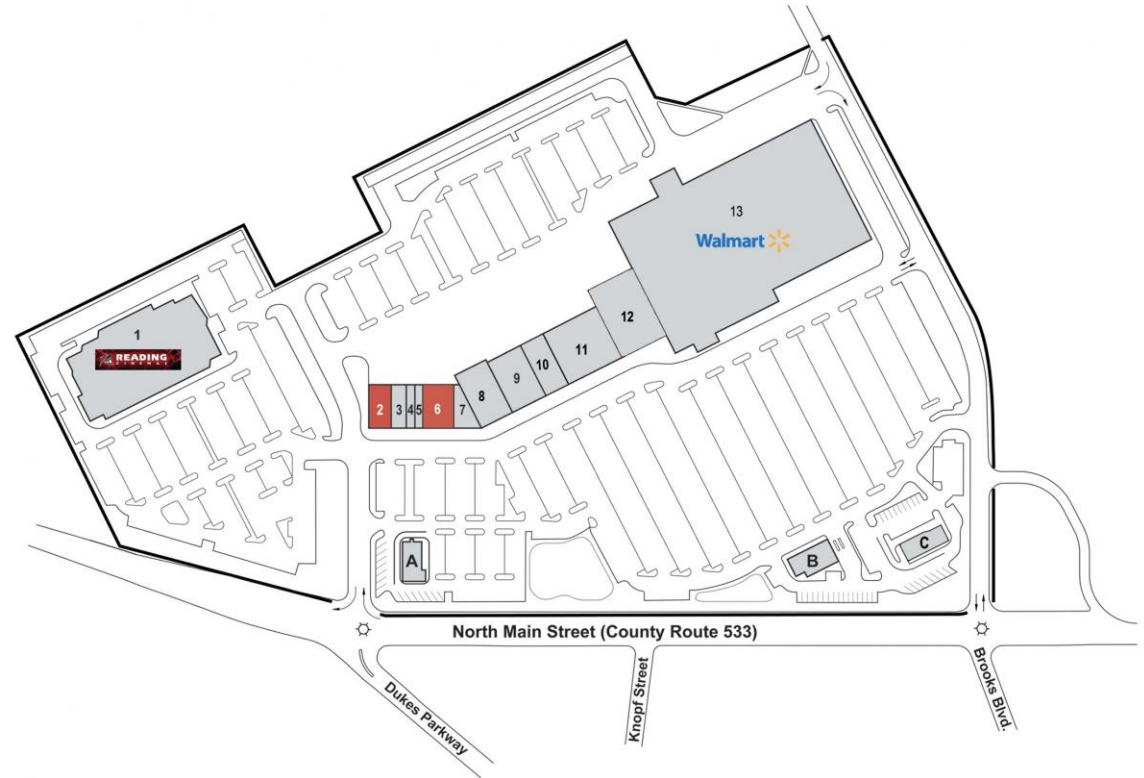 13
Walmart
1
READING
CINEMAS
12
11
10
9
8
2
3
4
5
6
7
A
B
C
North Main Street (County Route 533)
Dukes Parkway
Knopf Street
Brooks Blvd.